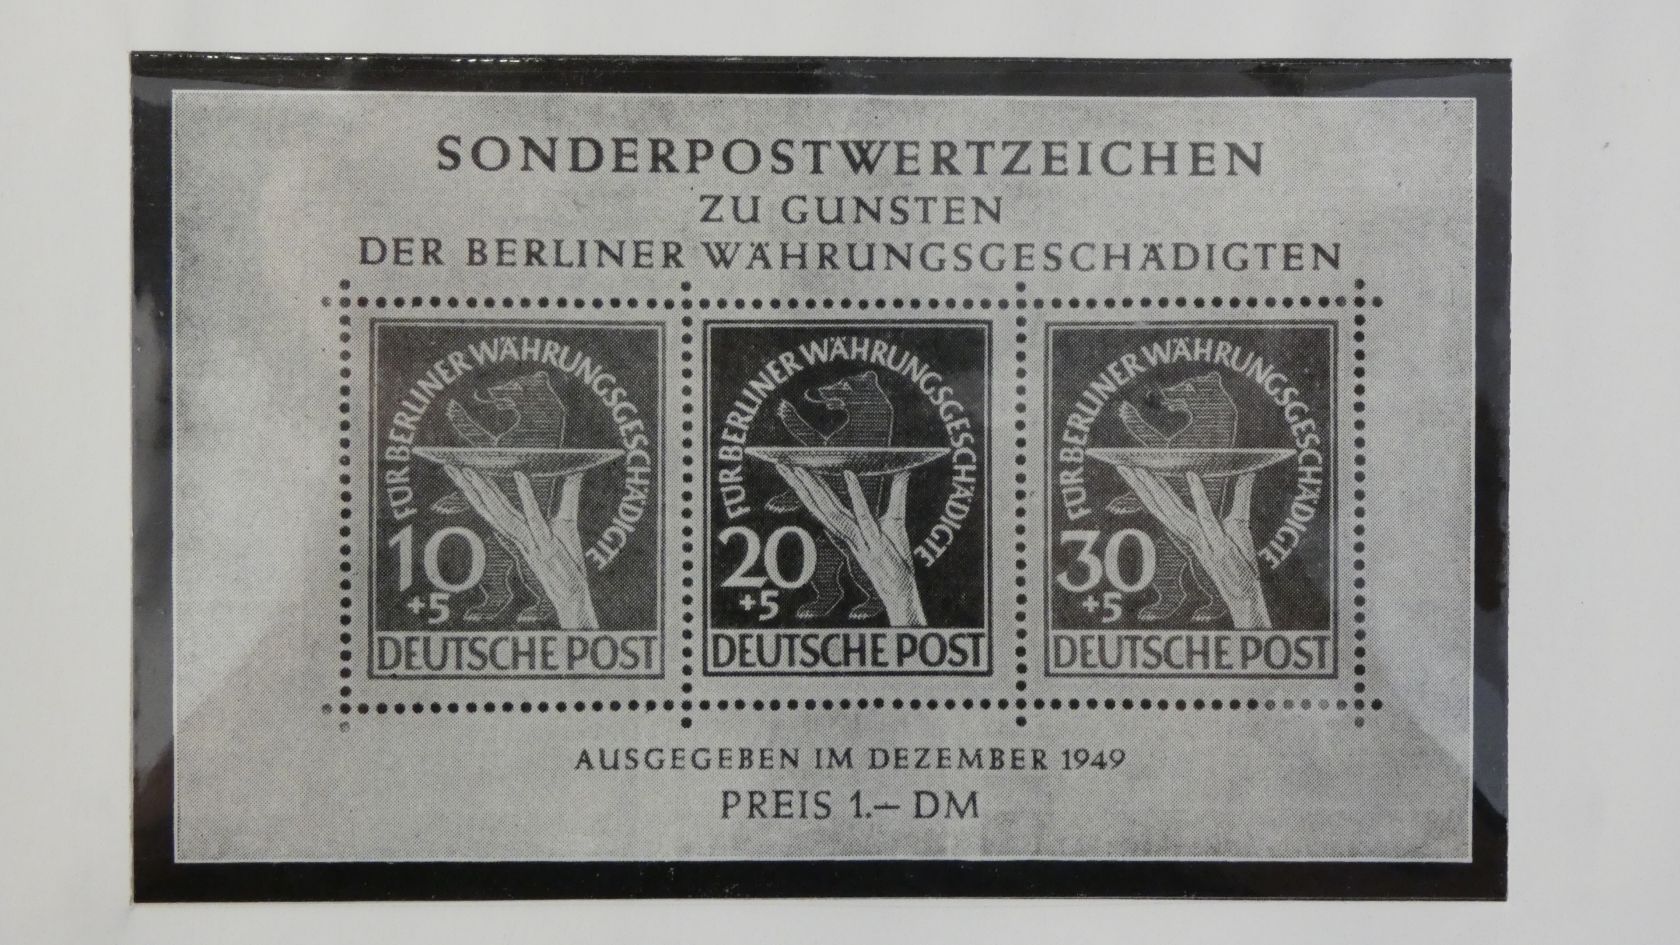 SONDERPOSTWERTZEICHEN
ZU GUNSTEN
DER BERLINER WÄHRUNGSGESCHÄDIGTEN
FÜR BERLINER WÄHRUNGSGESCHÄDIGTE
10
+5
DEUTSCHE POST
FÜR BERLINER WÄHRUNGSGESCHÄDIGTE
20
+5
DEUTSCHE POST
FÜR BERLINER WÄHRUNGSGESCHÄDIGTE
30
+5
DEUTSCHE POST
AUSGEGEBEN IM DEZEMBER 1949
PREIS 1.— DM